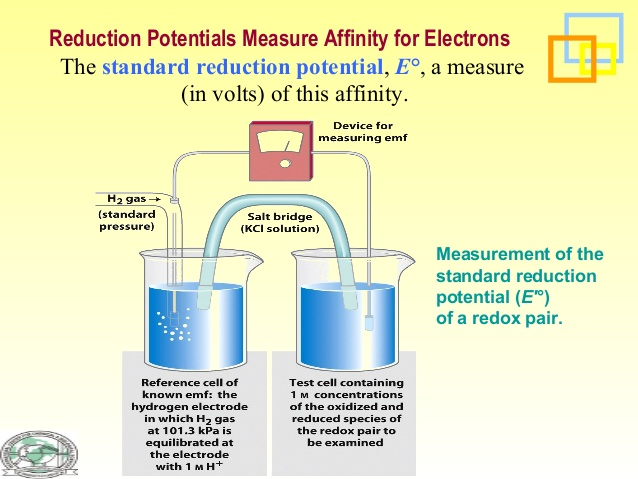 Reduction Potentials Measure Affinity for Electrons
The standard reduction potential, E°, a measure
(in volts) of this affinity.
Device for
measuring emf
H₂ gas
(standard
pressure)
Salt bridge
(KCl solution)
Measurement of the
standard reduction
potential (E′°)
of a redox pair.
Reference cell of
known emf: the
hydrogen electrode
in which H₂ gas
at 101.3 kPa is
equilibrated at
the electrode
with 1 M H⁺
Test cell containing
1 M concentrations
of the oxidized and
reduced species of
the redox pair to
be examined